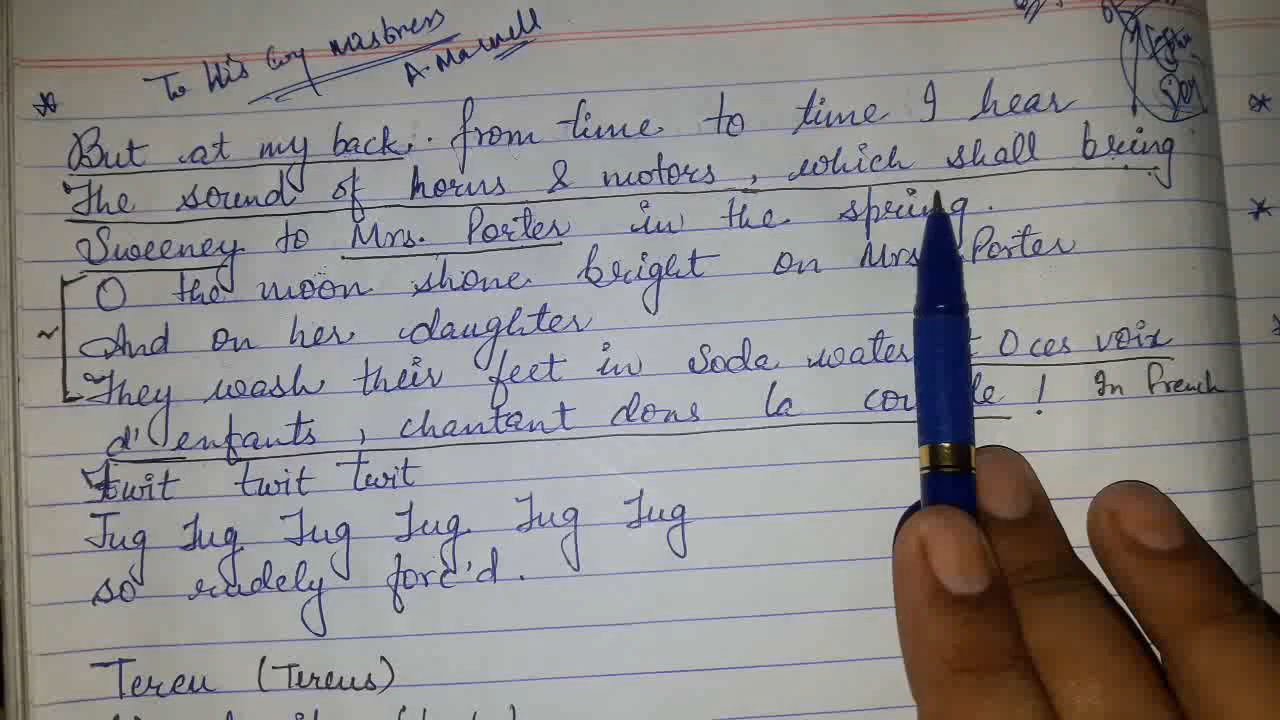 To His Coy Mistress
A. Marvell
But at my back. from time to time I hear
The sound of horns & motors, which shall bring
Sweeney to Mrs. Porter in the spring.
O the moon shone bright on Mrs Porter
And on her daughter
They wash their feet in Soda water O ces voix
d'enfants, chantant dans la ! In French
twit twit twit
Jug Jug Jug Jug Jug Jug
so rudely forc'd.
Tereu (Tereus)